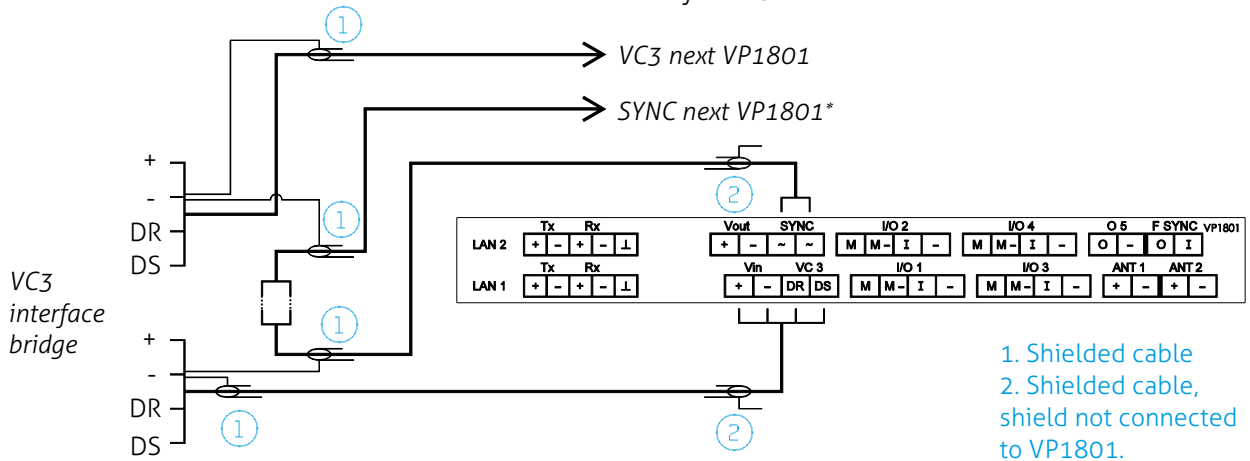 1
VC3 next VP1801
SYNC next VP1801*
+
-
DR
DS
1
2
VC3
interface
bridge
1
+
-
DR
DS
1
2
Tx Rx Vout SYNC I/O 2 I/O 4 O 5 F SYNC VP1801
LAN 2 + - + - ⊥ + - ~ ~ M M- I - M M- I - O - O I
Tx Rx Vin VC 3 I/O 1 I/O 3 ANT 1 ANT 2
LAN 1 + - + - ⊥ + - DR DS M M- I - M M- I - + - + -
1. Shielded cable
2. Shielded cable,
shield not connected
to VP1801.